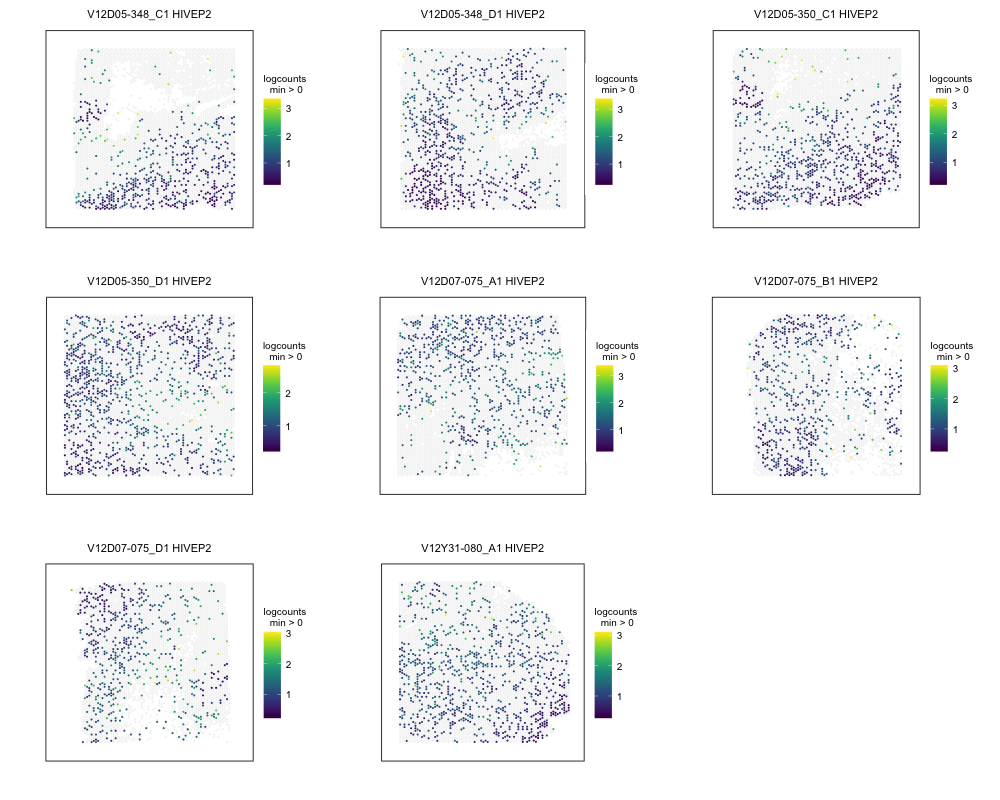 V12D05-348_C1 HIVEP2
logcounts
min > 0
3
2
1
V12D05-348_D1 HIVEP2
logcounts
min > 0
3
2
1
V12D05-350_C1 HIVEP2
logcounts
min > 0
3
2
1
V12D05-350_D1 HIVEP2
logcounts
min > 0
2
1
V12D07-075_A1 HIVEP2
logcounts
min > 0
3
2
1
V12D07-075_B1 HIVEP2
logcounts
min > 0
3
2
1
V12D07-075_D1 HIVEP2
logcounts
min > 0
3
2
1
V12Y31-080_A1 HIVEP2
logcounts
min > 0
3
2
1